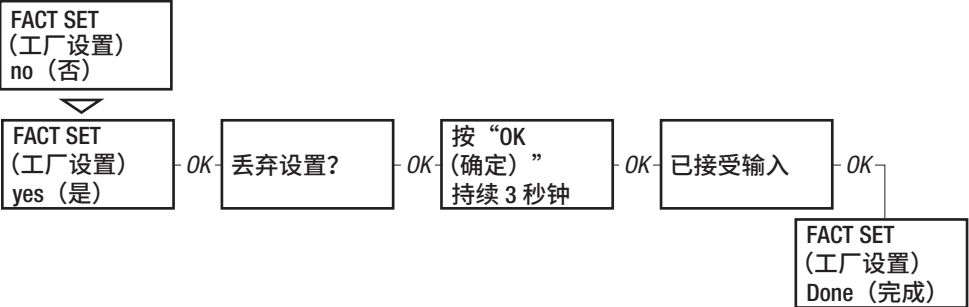 FACT SET
(工厂设置)
no(否)
FACT SET
(工厂设置)
yes(是)
OK
丢弃设置?
OK
按“OK
(确定)”
持续 3 秒钟
OK
已接受输入
OK
FACT SET
(工厂设置)
Done(完成)